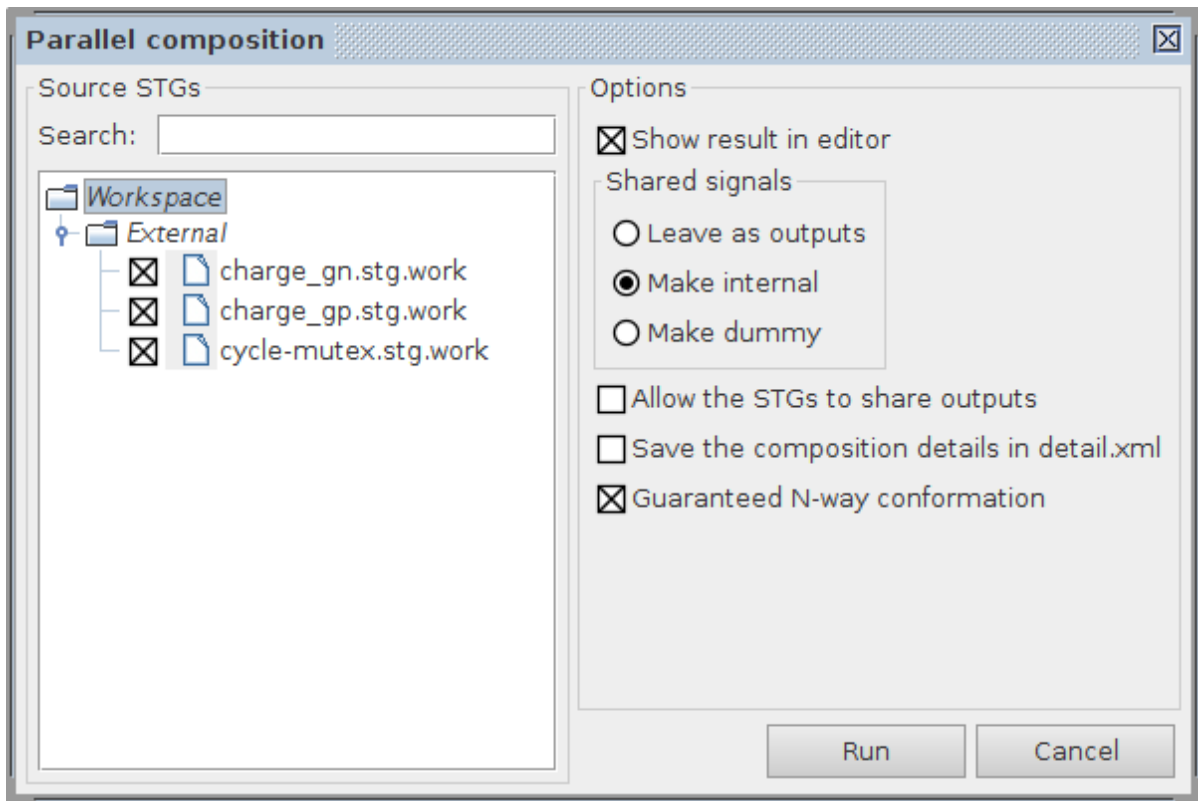 Parallel composition
Source STGs
Search:
Workspace
External
charge_gn.stg.work
charge_gp.stg.work
cycle-mutex.stg.work
Options
Show result in editor
Shared signals
Leave as outputs
Make internal
Make dummy
Allow the STGs to share outputs
Save the composition details in detail.xml
Guaranteed N-way conformation
Run
Cancel